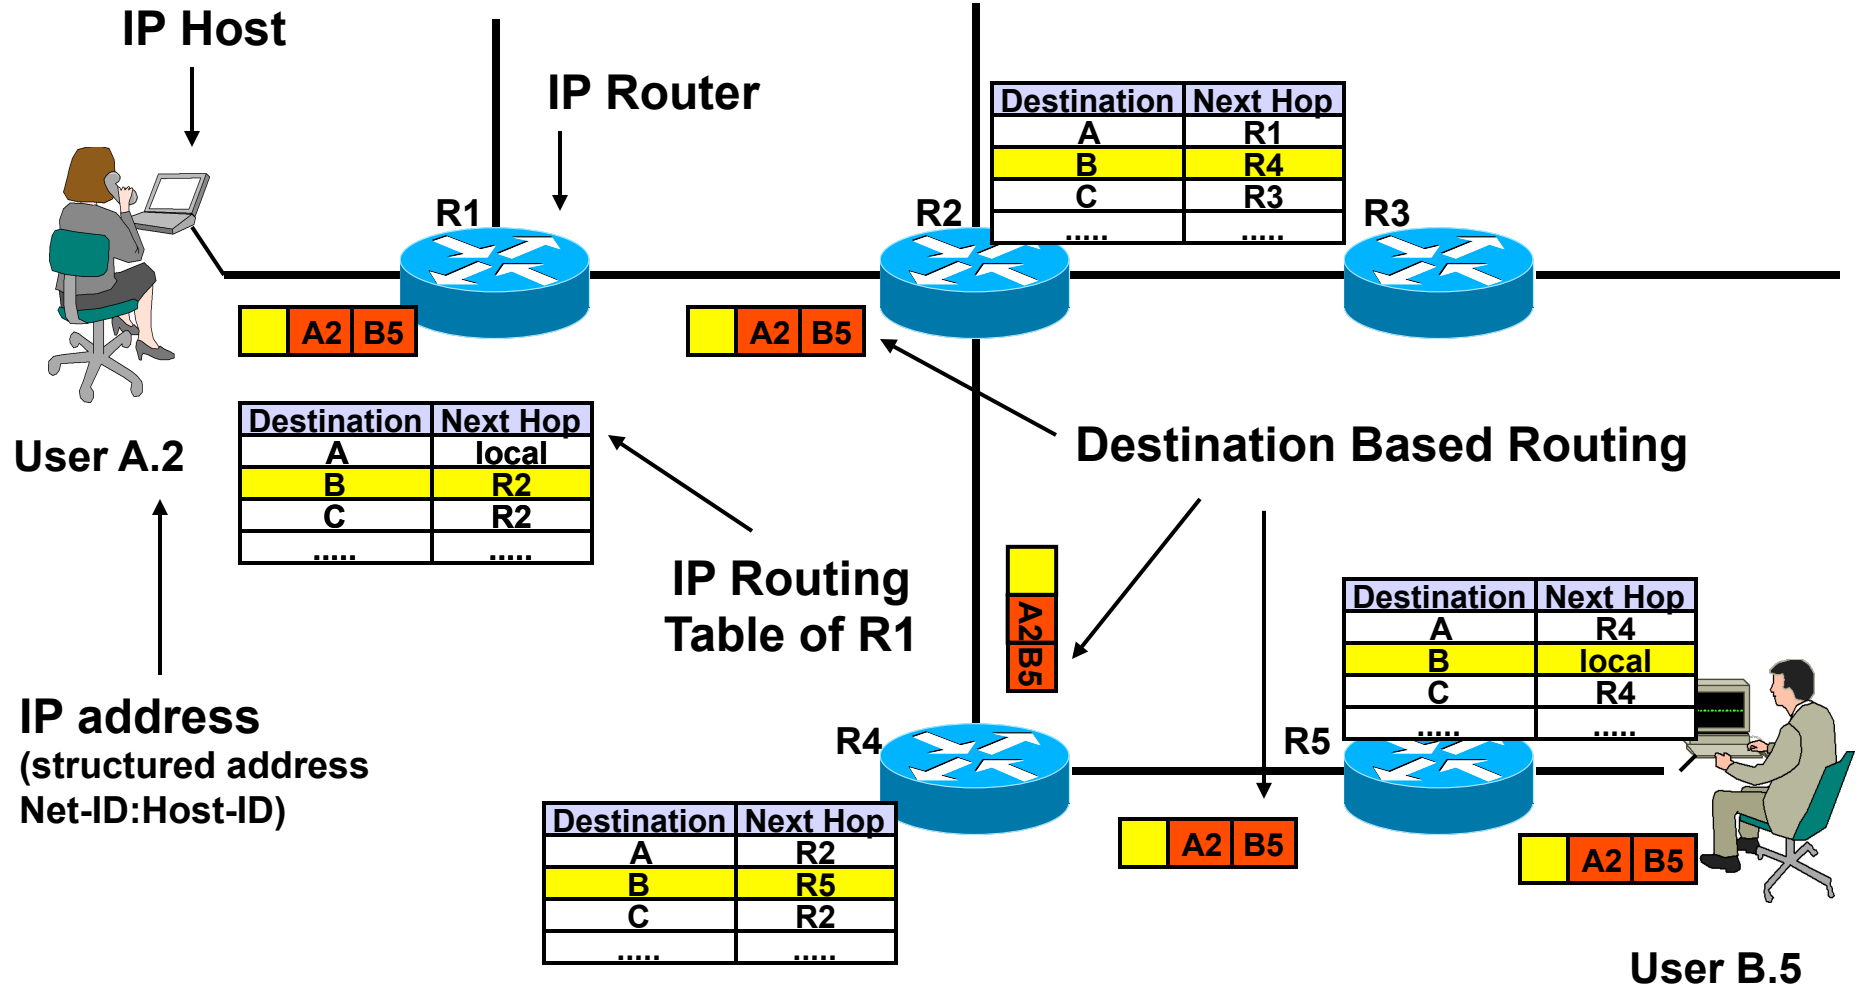 IP Host
IP Router
Destination Next Hop
A R1
B R4
C R3
..... .....
R1
R2
R3
A2 B5
A2 B5
User A.2
Destination Next Hop
A local
B R2
C R2
..... .....
Destination Based Routing
IP Routing
Table of R1
A2 B5
Destination Next Hop
A R4
B local
C R4
..... .....
IP address
(structured address
Net-ID:Host-ID)
R4
R5
Destination Next Hop
A R2
B R5
C R2
..... .....
A2 B5
A2 B5
User B.5